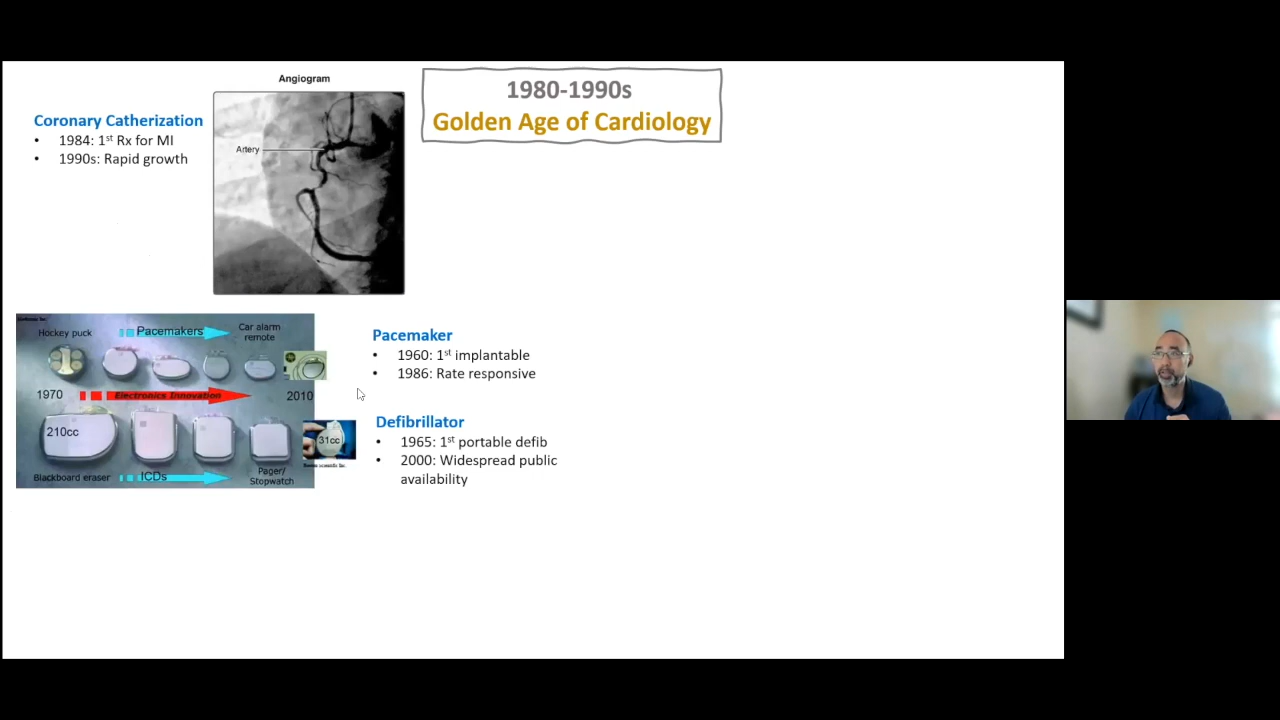 Angiogram
1980-1990s
Golden Age of Cardiology
Coronary Catherization
• 1984: 1st Rx for MI
• 1990s: Rapid growth
Artery
Hockey puck
Pacemakers
Car alarm
remote
1970
Electronics Innovation
2010
210cc
31cc
Blackboard eraser
ICDs
Pager/
Stopwatch
Pacemaker
• 1960: 1st implantable
• 1986: Rate responsive
Defibrillator
• 1965: 1st portable defib
• 2000: Widespread public
availability